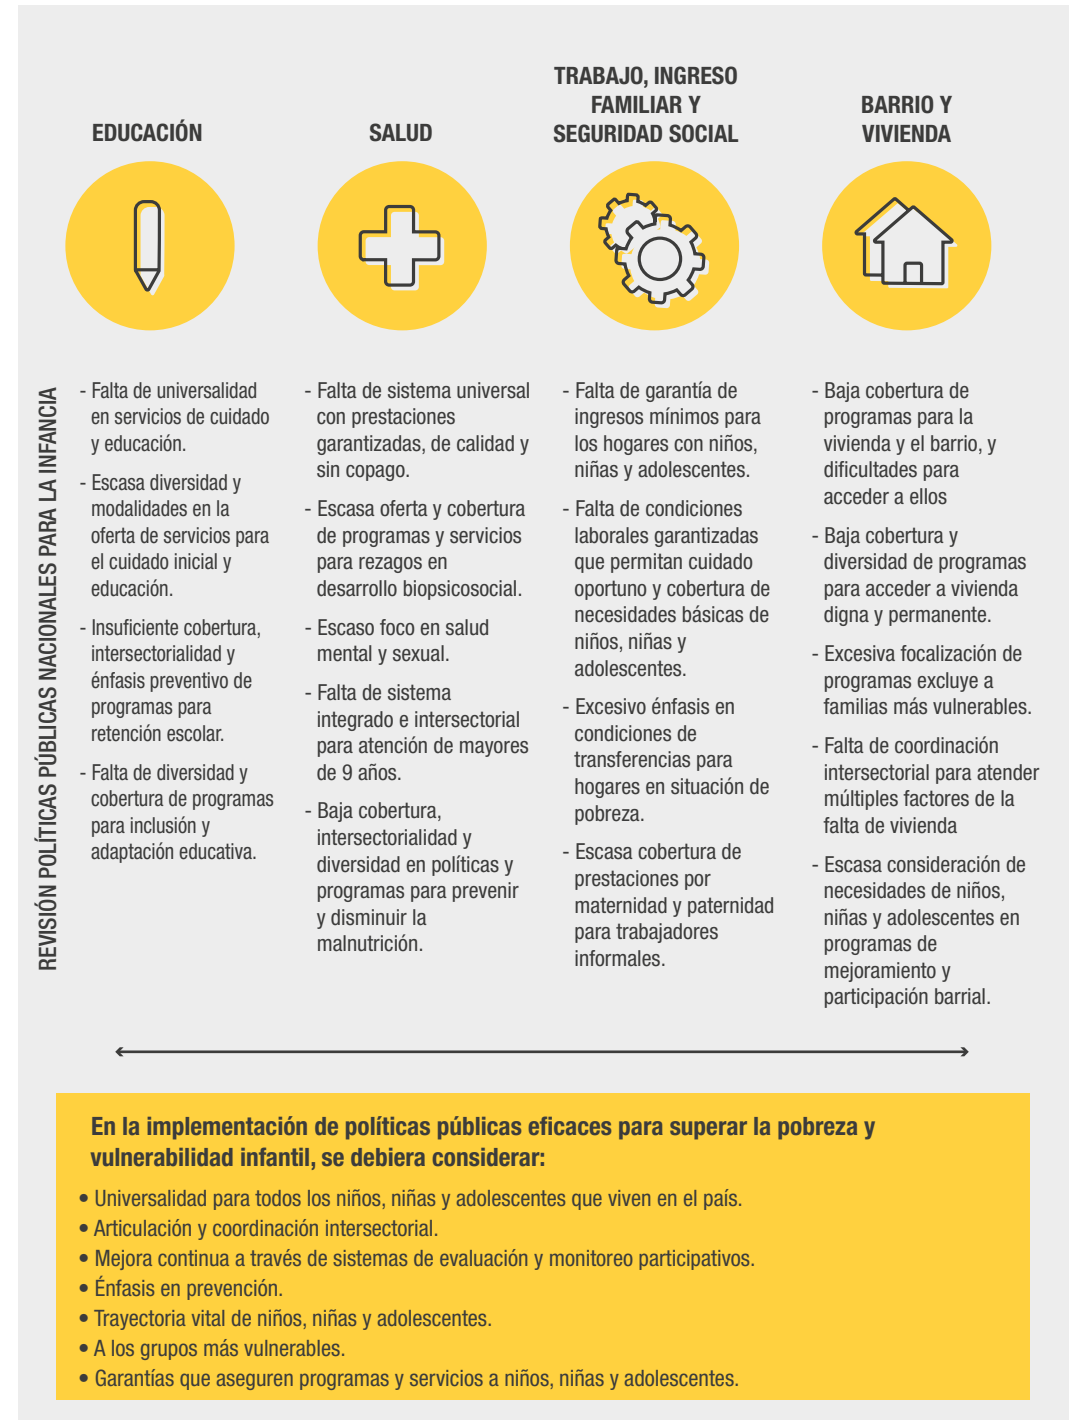 EDUCACIÓN
SALUD
TRABAJO, INGRESO
FAMILIAR Y
SEGURIDAD SOCIAL
BARRIO Y
VIVIENDA
REVISIÓN POLÍTICAS PÚBLICAS NACIONALES PARA LA INFANCIA
- Falta de universalidad
en servicios de cuidado
y educación.
- Escasa diversidad y
modalidades en la
oferta de servicios para
el cuidado inicial y
educación.
- Insuficiente cobertura,
intersectorialidad y
énfasis preventivo de
programas para
retención escolar.
- Falta de diversidad y
cobertura de programas
para inclusión y
adaptación educativa.
- Falta de sistema universal
con prestaciones
garantizadas, de calidad y
sin copago.
- Escasa oferta y cobertura
de programas y servicios
para rezagos en
desarrollo biopsicosocial.
- Escaso foco en salud
mental y sexual.
- Falta de sistema
integrado e intersectorial
para atención de mayores
de 9 años.
- Baja cobertura,
intersectorialidad y
diversidad en políticas y
programas para prevenir
y disminuir la
malnutrición.
- Falta de garantía de
ingresos mínimos para
los hogares con niños,
niñas y adolescentes.
- Falta de condiciones
laborales garantizadas
que permitan cuidado
oportuno y cobertura de
necesidades básicas de
niños, niñas y
adolescentes.
- Excesivo énfasis en
condiciones de
transferencias para
hogares en situación de
pobreza.
- Escasa cobertura de
prestaciones por
maternidad y paternidad
para trabajadores
informales.
- Baja cobertura de
programas para la
vivienda y el barrio, y
dificultades para
acceder a ellos
- Baja cobertura y
diversidad de programas
para acceder a vivienda
digna y permanente.
- Excesiva focalización de
programas excluye a
familias más vulnerables.
- Falta de coordinación
intersectorial para atender
múltiples factores de la
falta de vivienda
- Escasa consideración de
necesidades de niños,
niñas y adolescentes en
programas de
mejoramiento y
participación barrial.
En la implementación de políticas públicas eficaces para superar la pobreza y
vulnerabilidad infantil, se debiera considerar:
• Universalidad para todos los niños, niñas y adolescentes que viven en el país.
• Articulación y coordinación intersectorial.
• Mejora continua a través de sistemas de evaluación y monitoreo participativos.
• Énfasis en prevención.
• Trayectoria vital de niños, niñas y adolescentes.
• A los grupos más vulnerables.
• Garantías que aseguren programas y servicios a niños, niñas y adolescentes.